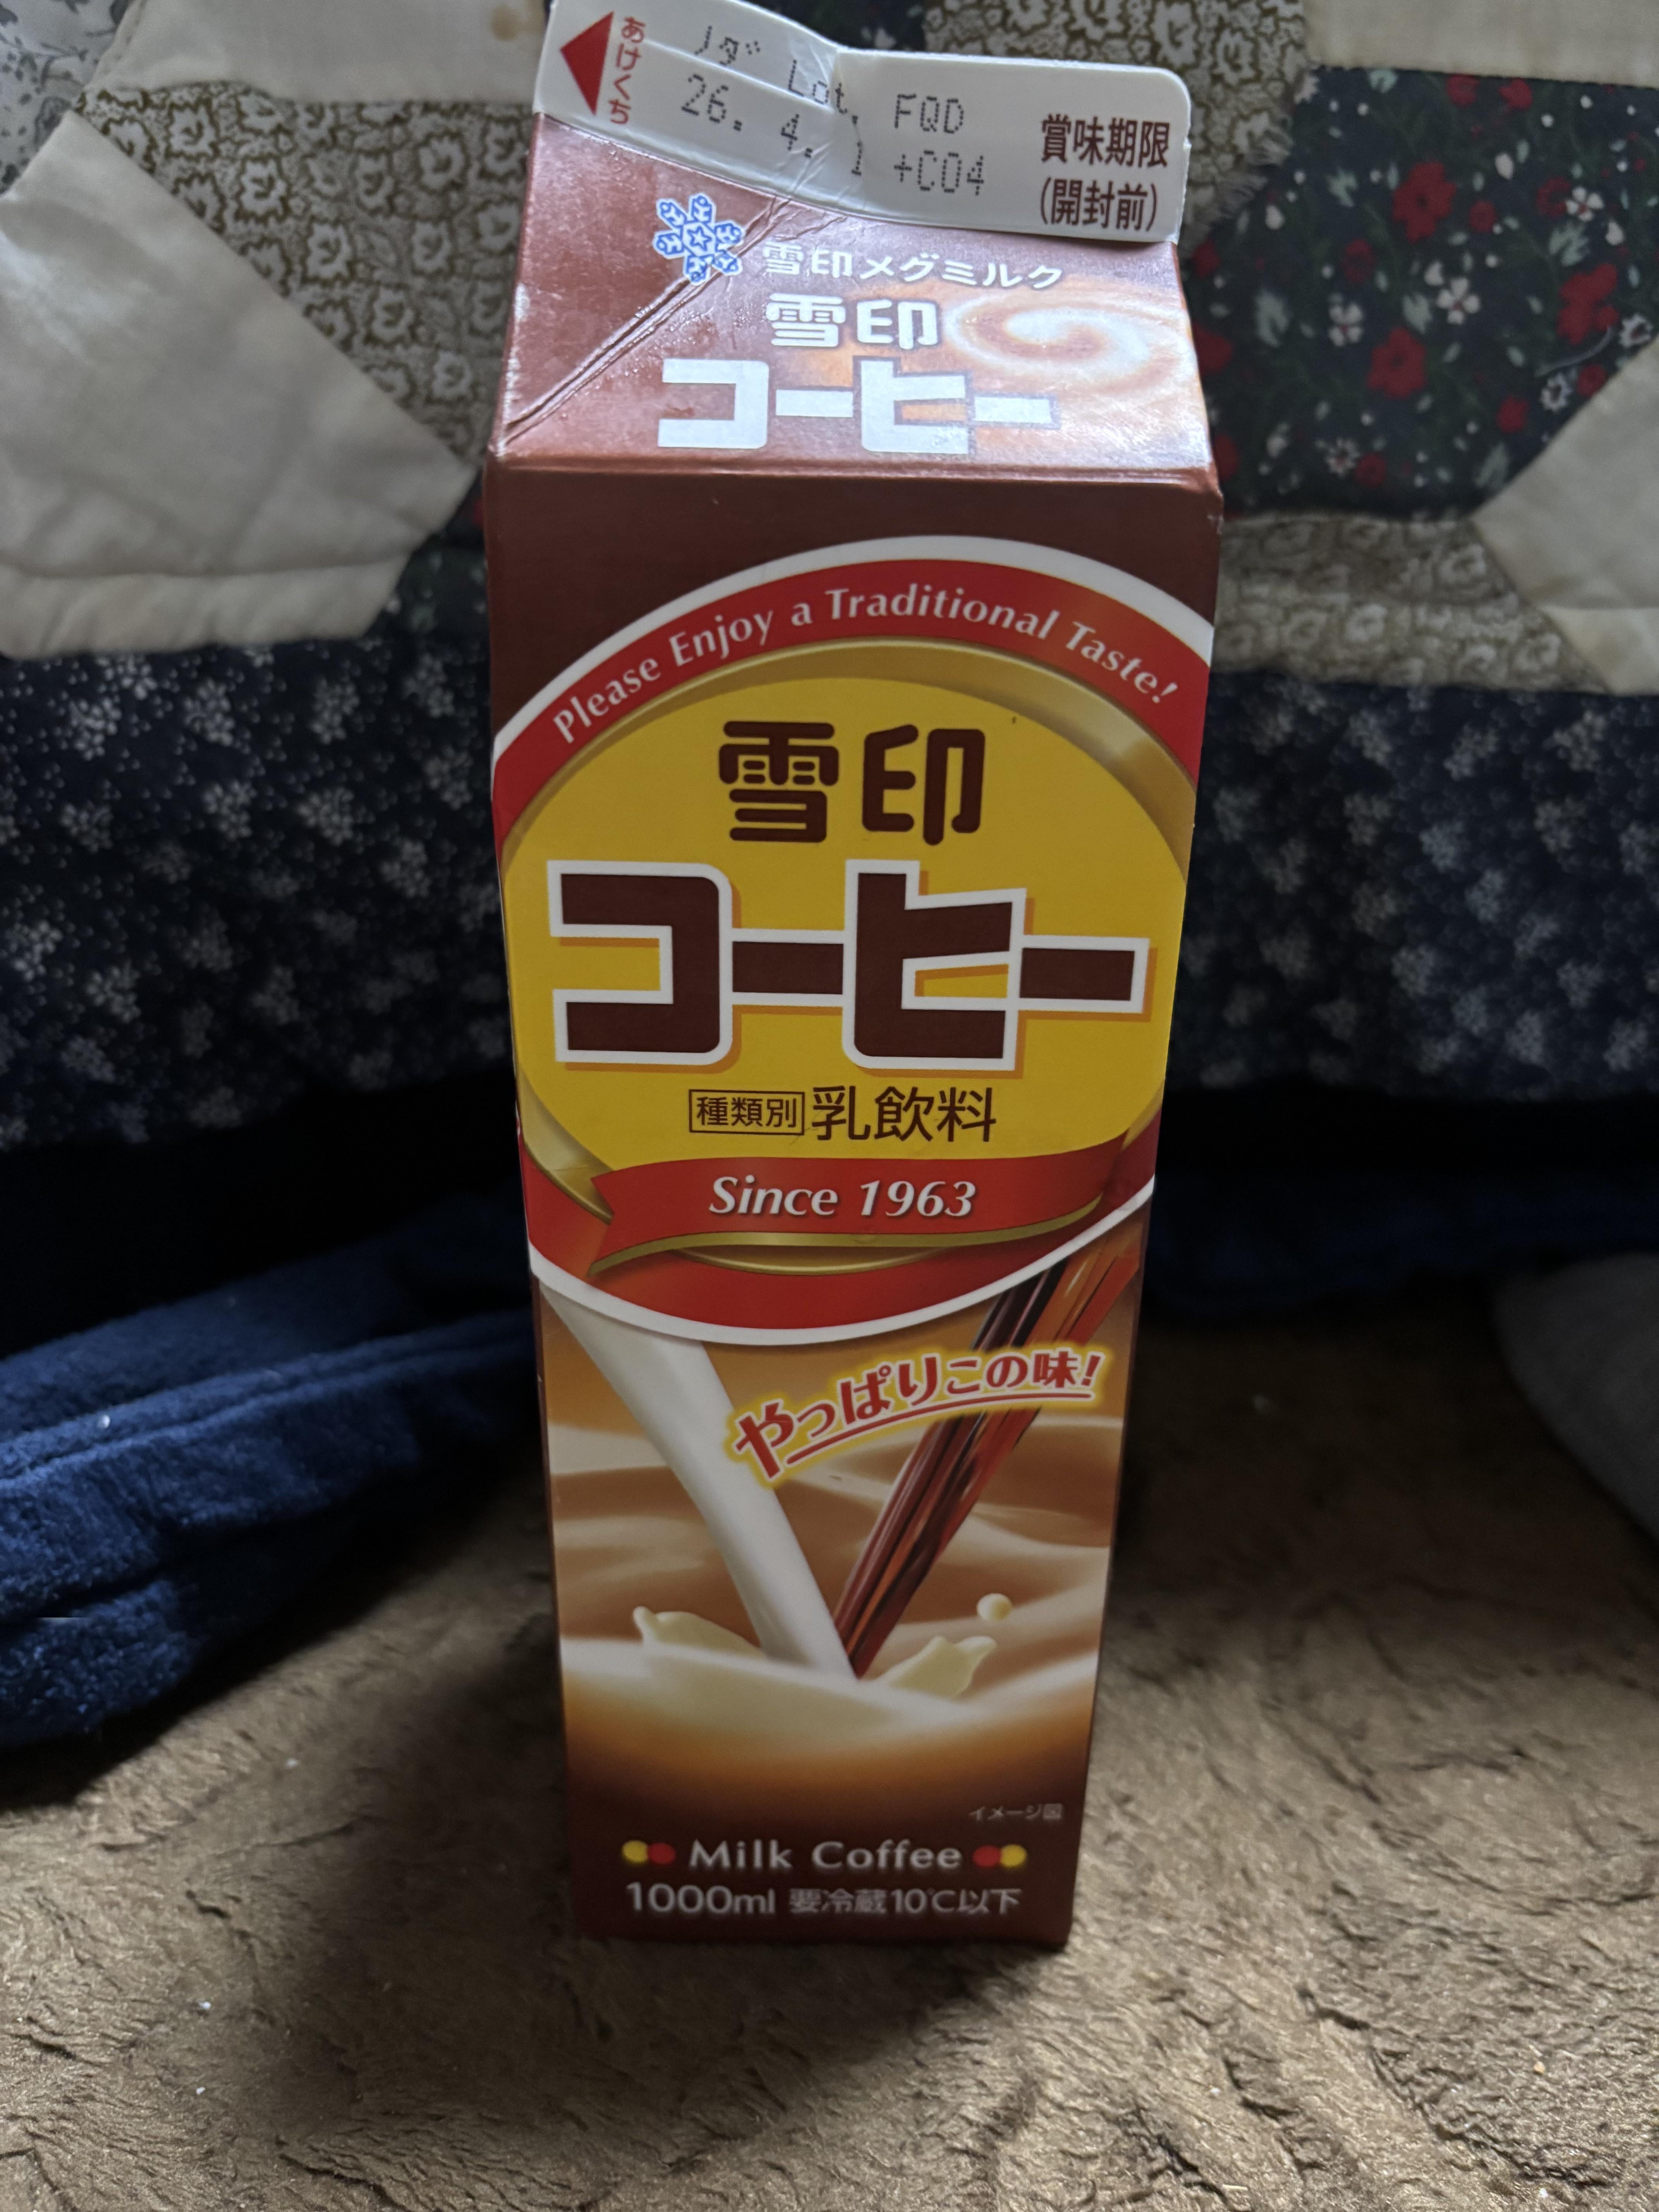 あけくち
ノダ Lot. FQD
26. 4. 1 +C04
賞味期限
(開封前)
雪印メグミルク
雪印
コーヒー
Please Enjoy a Traditional Taste!
雪印
コーヒー
種類別 乳飲料
Since 1963
やっぱりこの味!
イメージ図
Milk Coffee
1000ml 要冷蔵10℃以下